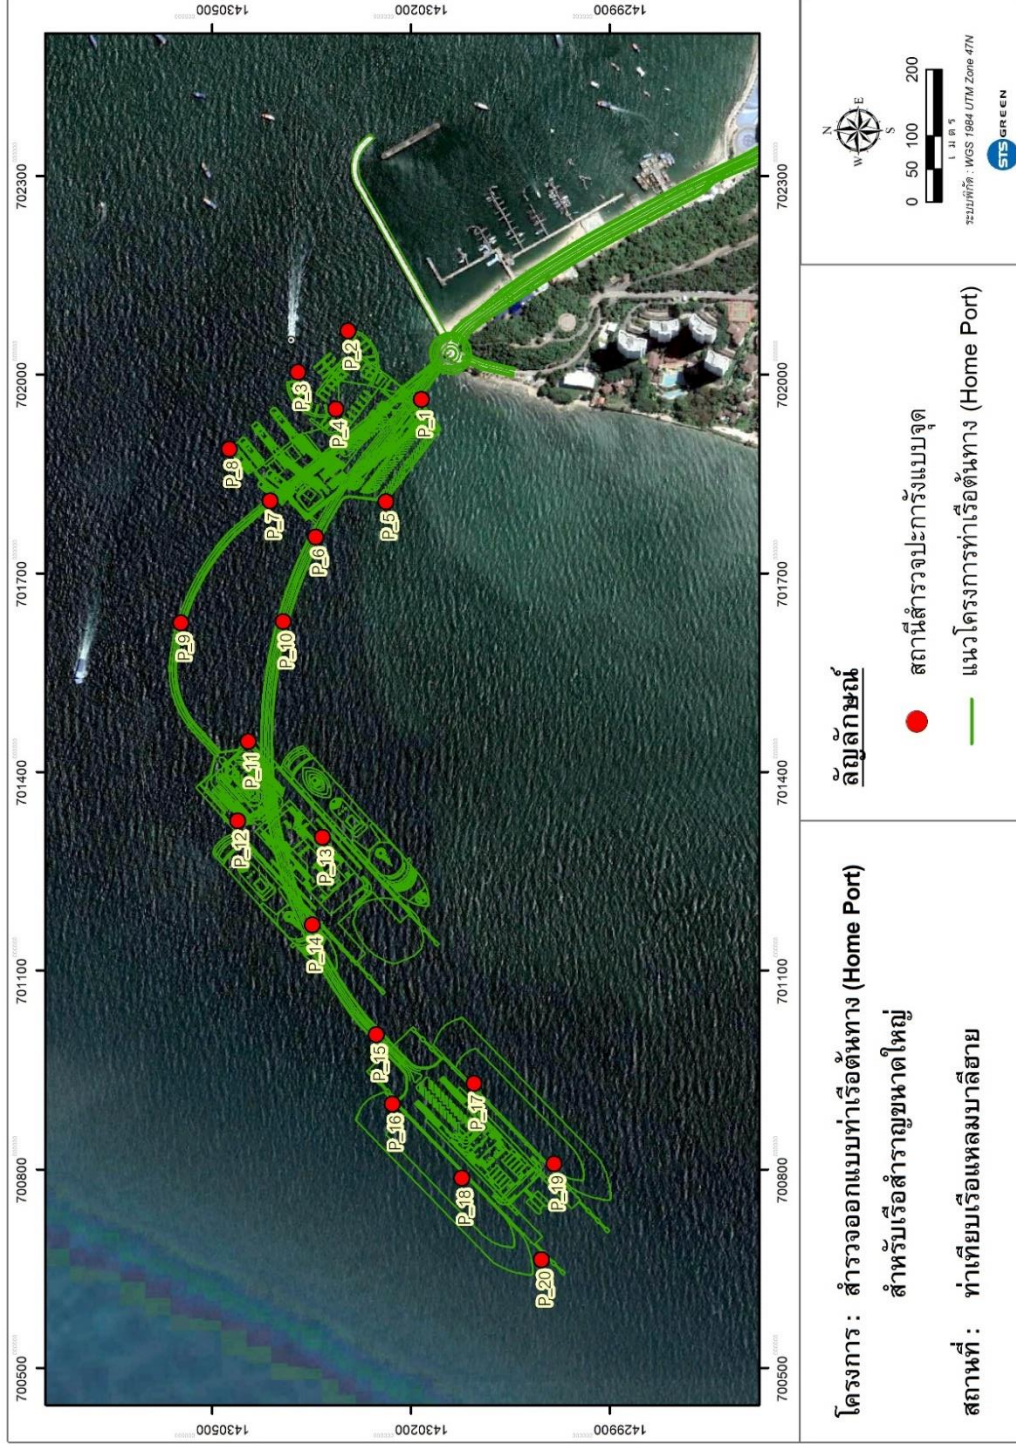 700500
700800
701100
701400
701700
702000
702300
1430500
1430200
1429900
1430500
1430200
1429900
P_1
P_2
P_3
P_4
P_5
P_6
P_7
P_8
P_9
P_10
P_11
P_12
P_13
P_14
P_15
P_16
P_17
P_18
P_19
P_20
โครงการ : สำรวจออกแบบท่าเรือต้นทาง (Home Port)
สำหรับเรือสำราญขนาดใหญ่
สถานที่ : ท่าเทียบเรือแหลมบาลีฮาย
สัญลักษณ์
สถานีสำรวจปะการังแบบจุด
แนวโครงการท่าเรือต้นทาง (Home Port)
N
W
E
S
0 50 100 200
เมตร
ระบบพิกัด : WGS 1984 UTM Zone 47N
STS GREEN